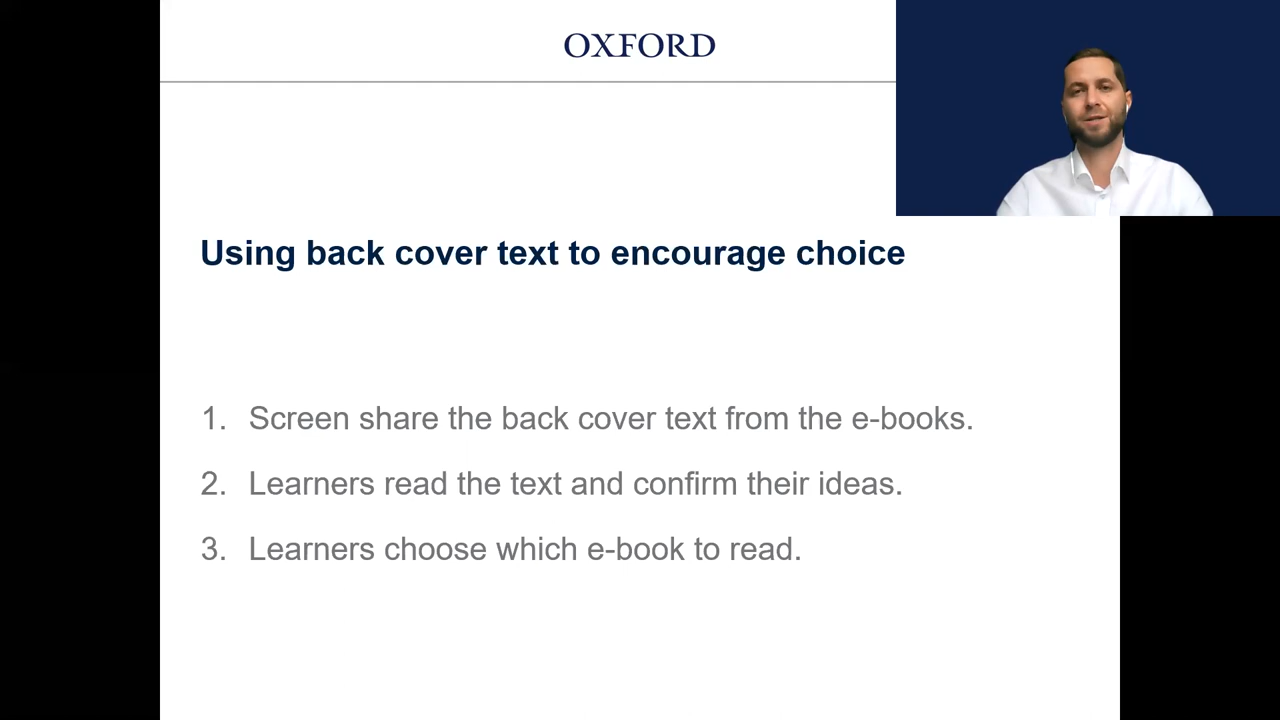 OXFORD
Using back cover text to encourage choice
1. Screen share the back cover text from the e-books.
2. Learners read the text and confirm their ideas.
3. Learners choose which e-book to read.